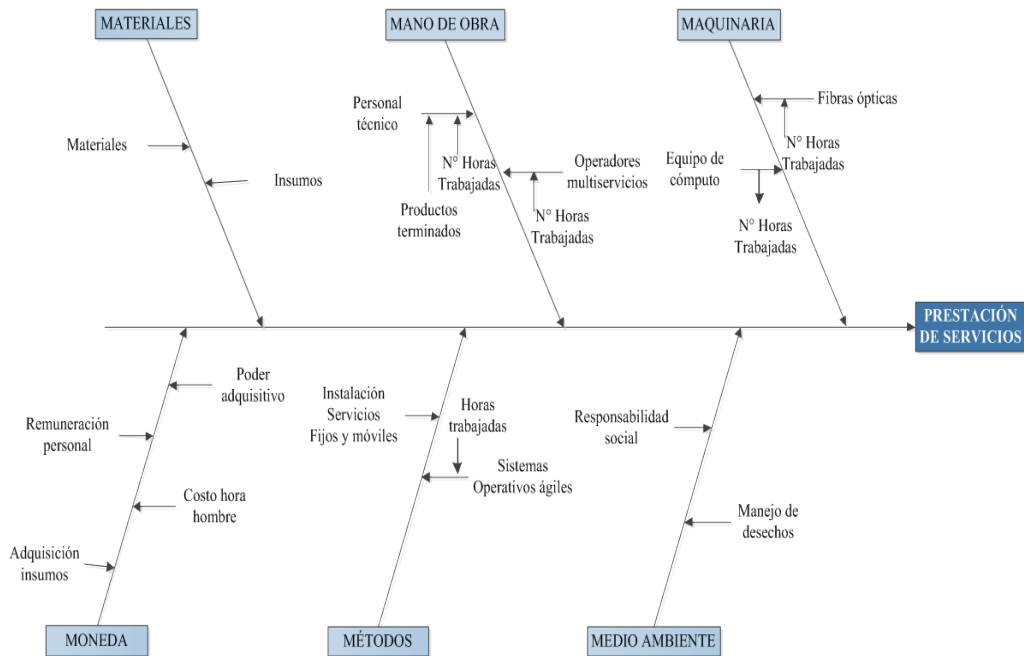 MATERIALES
MANO DE OBRA
MAQUINARIA
Materiales
Insumos
Personal
técnico
N° Horas
Trabajadas
Productos
terminados
Operadores
multiservicios
N° Horas
Trabajadas
Fibras ópticas
N° Horas
Trabajadas
Equipo de
cómputo
N° Horas
Trabajadas
PRESTACIÓN
DE SERVICIOS
Poder
adquisitivo
Remuneración
personal
Costo hora
hombre
Adquisición
insumos
Instalación
Servicios
Fijos y móviles
Horas
trabajadas
Sistemas
Operativos ágiles
Responsabilidad
social
Manejo de
desechos
MONEDA
MÉTODOS
MEDIO AMBIENTE